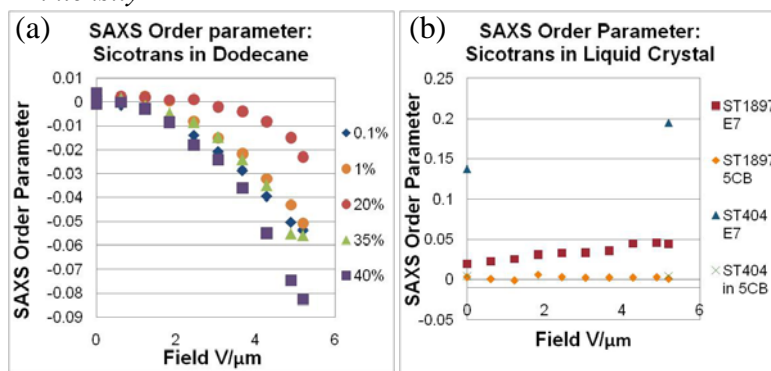 (a)
SAXS Order parameter:
Sicotrans in Dodecane
SAXS Order Parameter
0.01
0
-0.01
-0.02
-0.03
-0.04
-0.05
-0.06
-0.07
-0.08
-0.09
0 2 4 6
Field V/μm
0.1%
1%
20%
35%
40%
(b)
SAXS Order Parameter:
Sicotrans in Liquid Crystal
SAXS Order Parameter
0.25
0.2
0.15
0.1
0.05
0
-0.05
0 2 4 6
Field V/μm
ST1897
E7
ST1897
5CB
ST404
E7
ST404
in 5CB